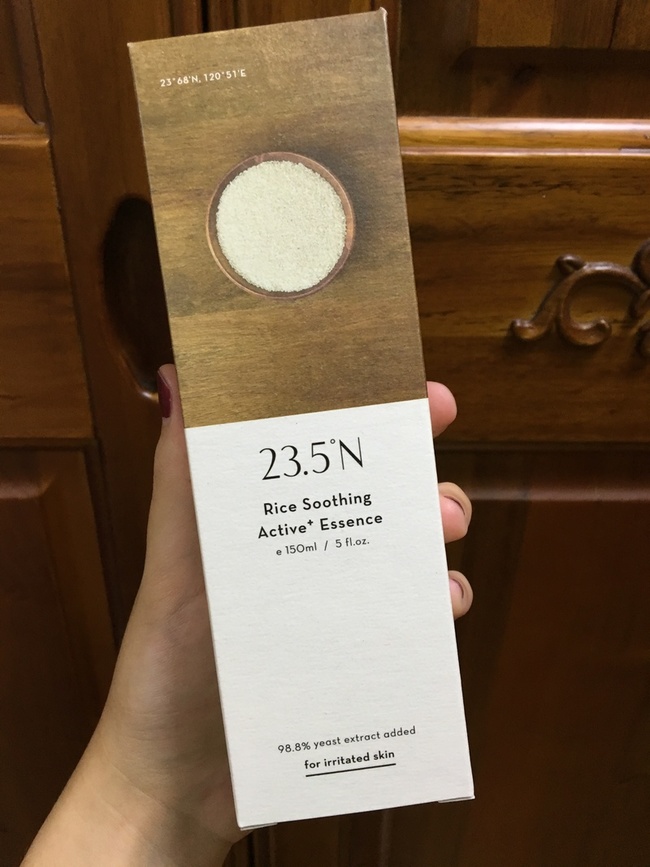 23°68'N, 120°51'E
23.5°N
Rice Soothing
Active⁺ Essence
e 150ml / 5 fl.oz.
98.8% yeast extract added
for irritated skin